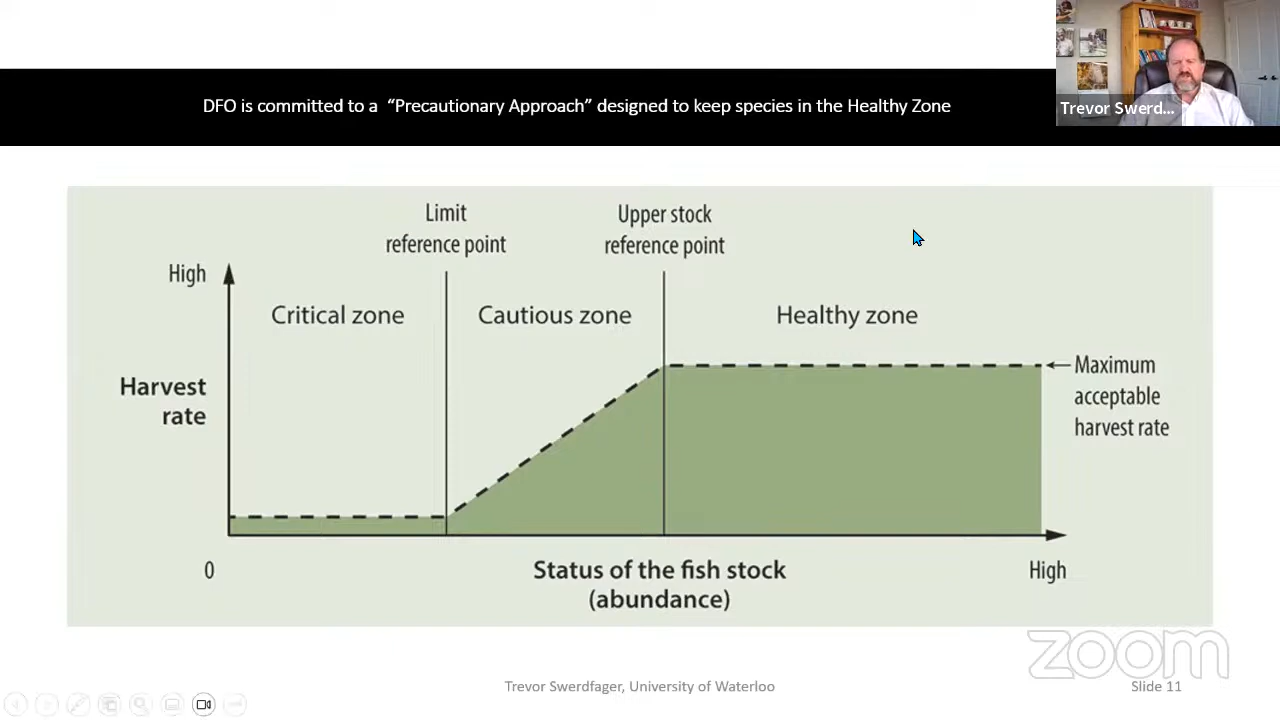 DFO is committed to a “Precautionary Approach” designed to keep species in the Healthy Zone
Trevor Swerd...
Limit
reference point
Upper stock
reference point
High
Critical zone
Cautious zone
Healthy zone
Harvest
rate
Maximum
acceptable
harvest rate
0
Status of the fish stock
(abundance)
High
zoom
Trevor Swerdfager, University of Waterloo
Slide 11